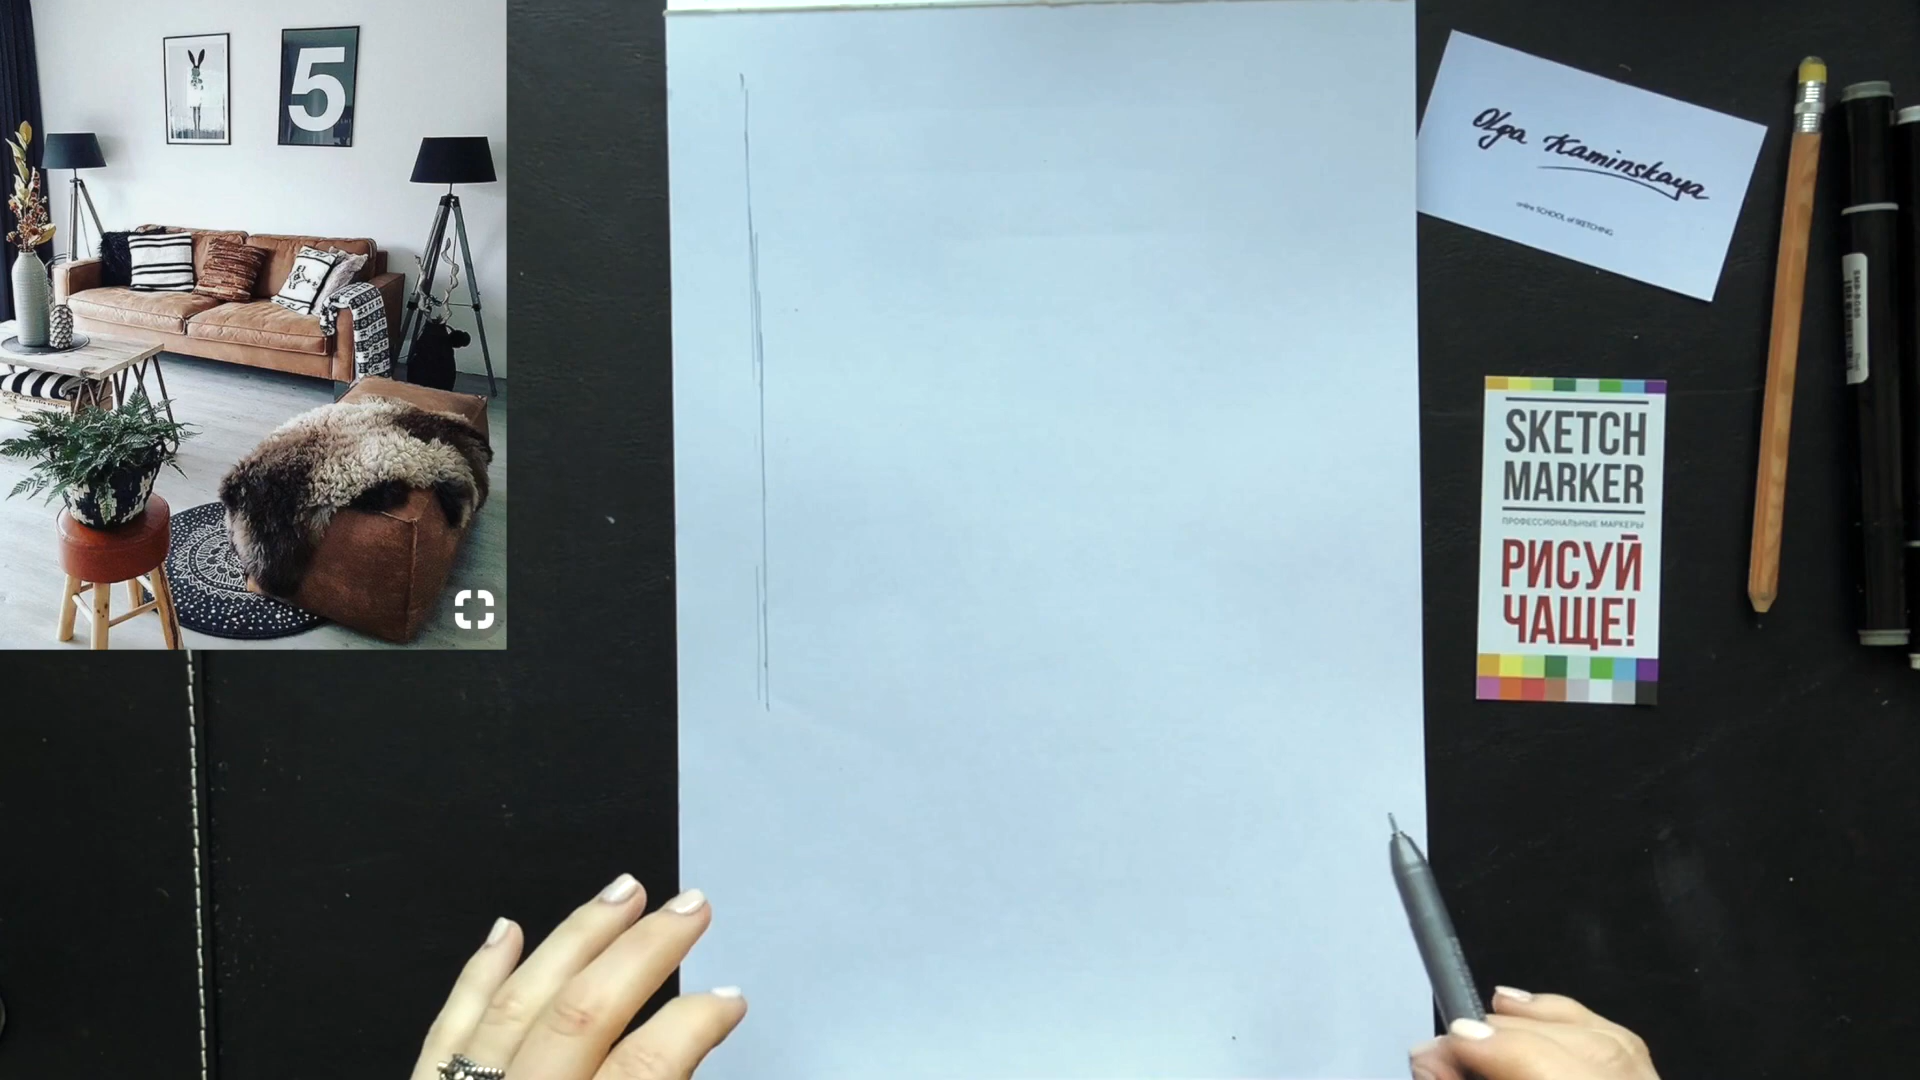 5
Olga Kaminskaya
online SCHOOL of SKETCHING
SKETCH
MARKER
ПРОФЕССИОНАЛЬНЫЕ МАРКЕРЫ
РИСУЙ
ЧАЩЕ!